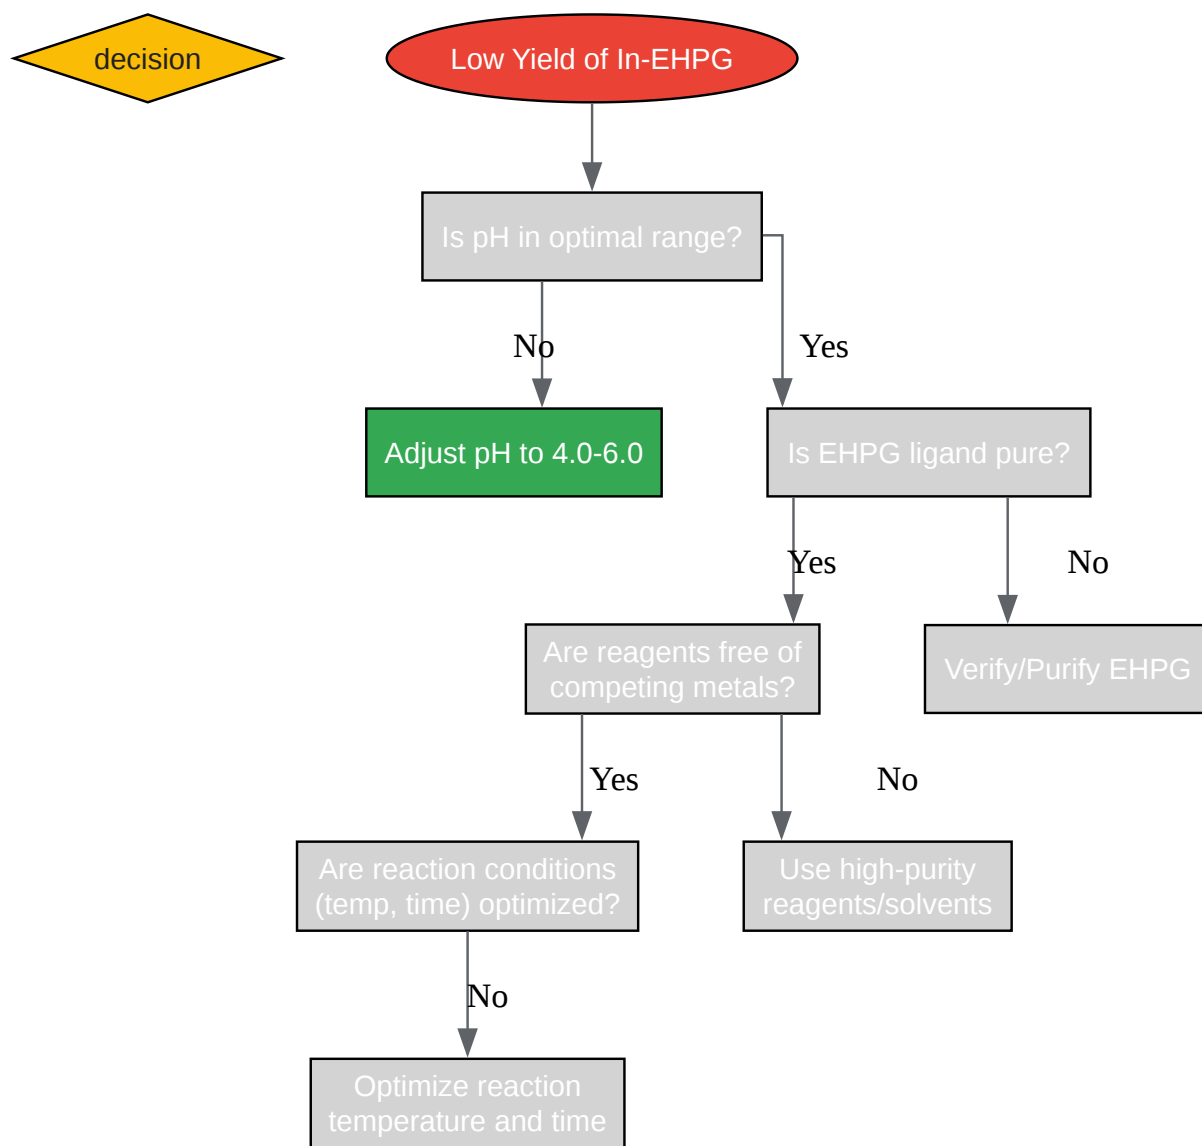 decision
Low Yield of In-EHPG
Is pH in optimal range?
No
Yes
Adjust pH to 4.0-6.0
Is EHPG ligand pure?
Yes
No
Are reagents free of
competing metals?
Verify/Purify EHPG
Yes
No
Are reaction conditions
(temp, time) optimized?
Use high-purity
reagents/solvents
No
Optimize reaction
temperature and time